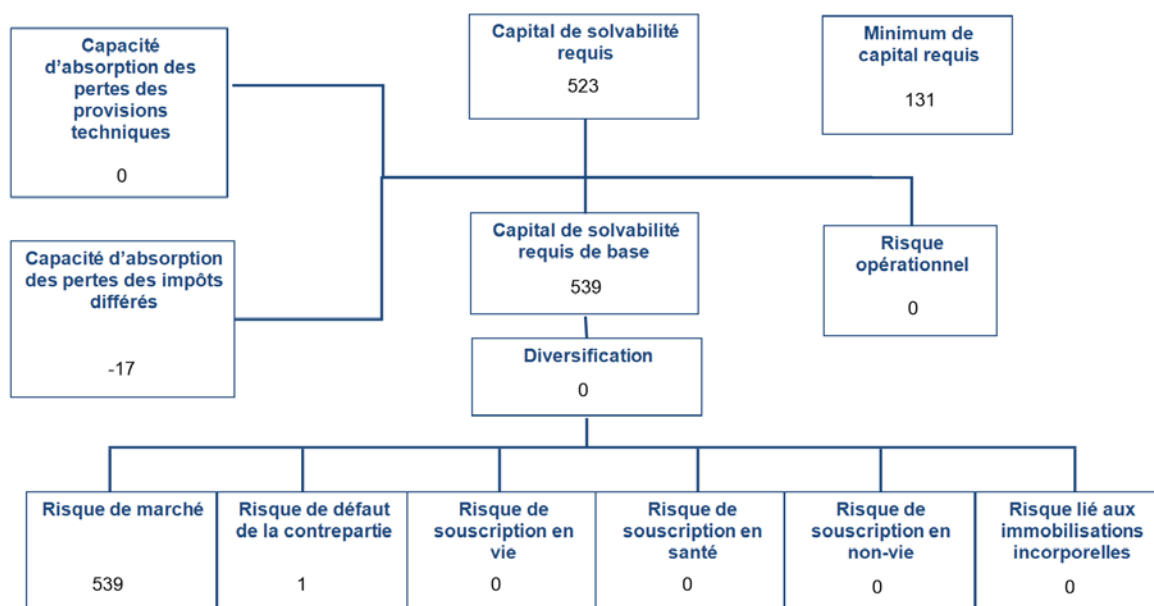 Capacité
d'absorption des
pertes des
provisions
techniques
0
Capital de solvabilité
requis
523
Minimum de
capital requis
131
Capacité d'absorption
des pertes des impôts
différés
-17
Capital de solvabilité
requis de base
539
Risque
opérationnel
0
Diversification
0
Risque de marché
539
Risque de défaut
de la contrepartie
1
Risque de
souscription en
vie
0
Risque de
souscription en
santé
0
Risque de
souscription en
non-vie
0
Risque lié aux
immobilisations
incorporelles
0